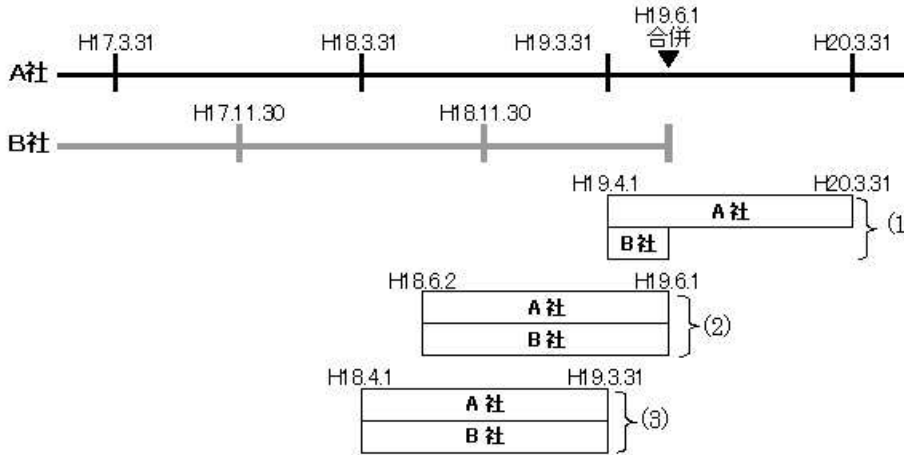 H19.6.1
合併
H17.3.31 H18.3.31 H19.3.31 H20.3.31
A社
H17.11.30 H18.11.30
B社
H19.4.1 H20.3.31
A社
B社
(1
H18.6.2 H19.6.1
A社
B社
(2)
H18.4.1 H19.3.31
A社
B社
(3)